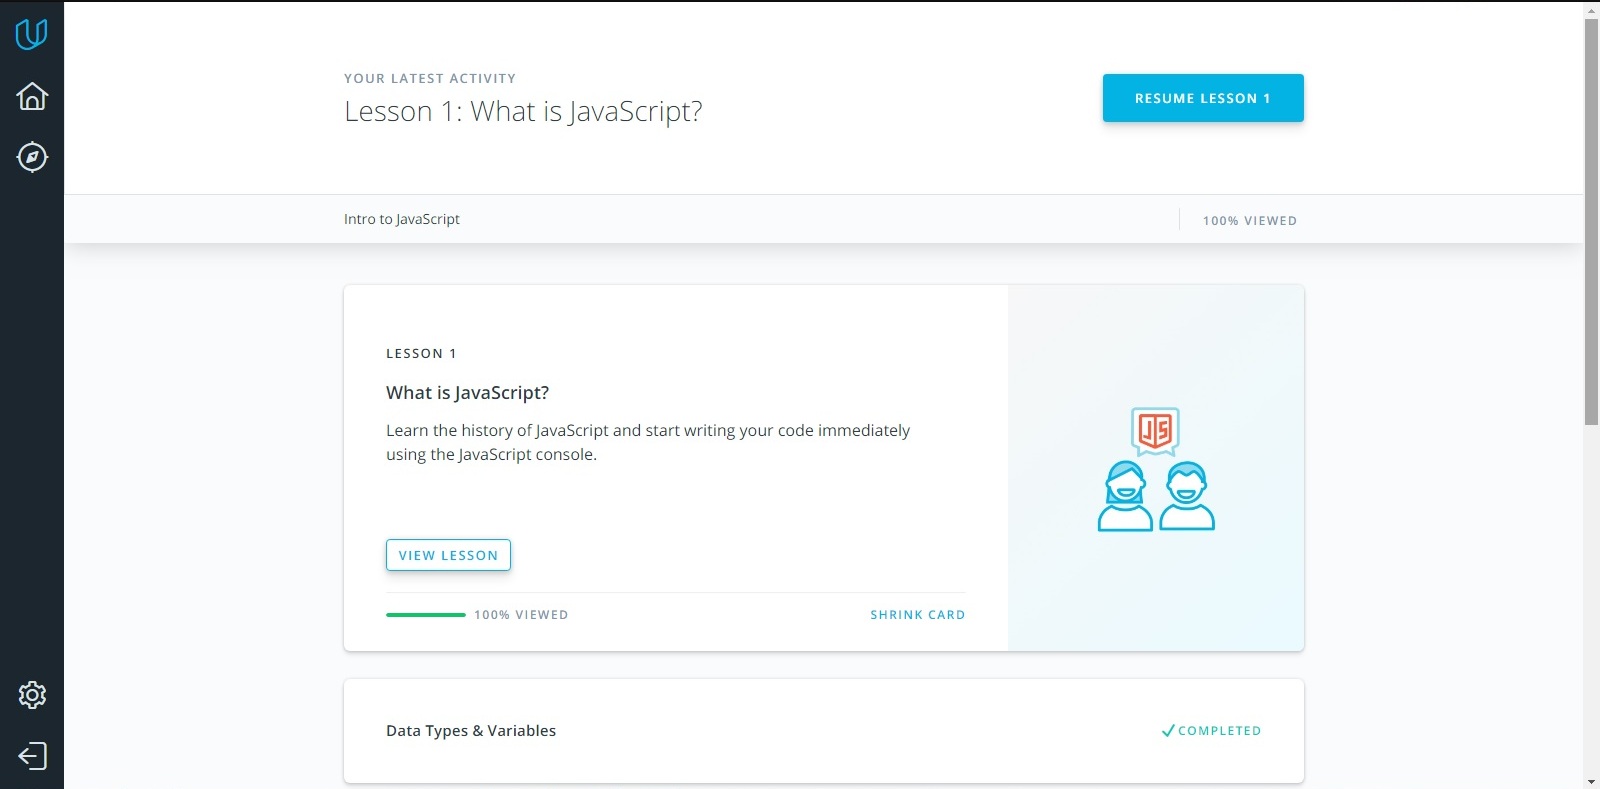 YOUR LATEST ACTIVITY
Lesson 1: What is JavaScript?
RESUME LESSON 1
Intro to JavaScript
100% VIEWED
LESSON 1
What is JavaScript?
Learn the history of JavaScript and start writing your code immediately
using the JavaScript console.
JS
VIEW LESSON
100% VIEWED
SHRINK CARD
Data Types & Variables
COMPLETED